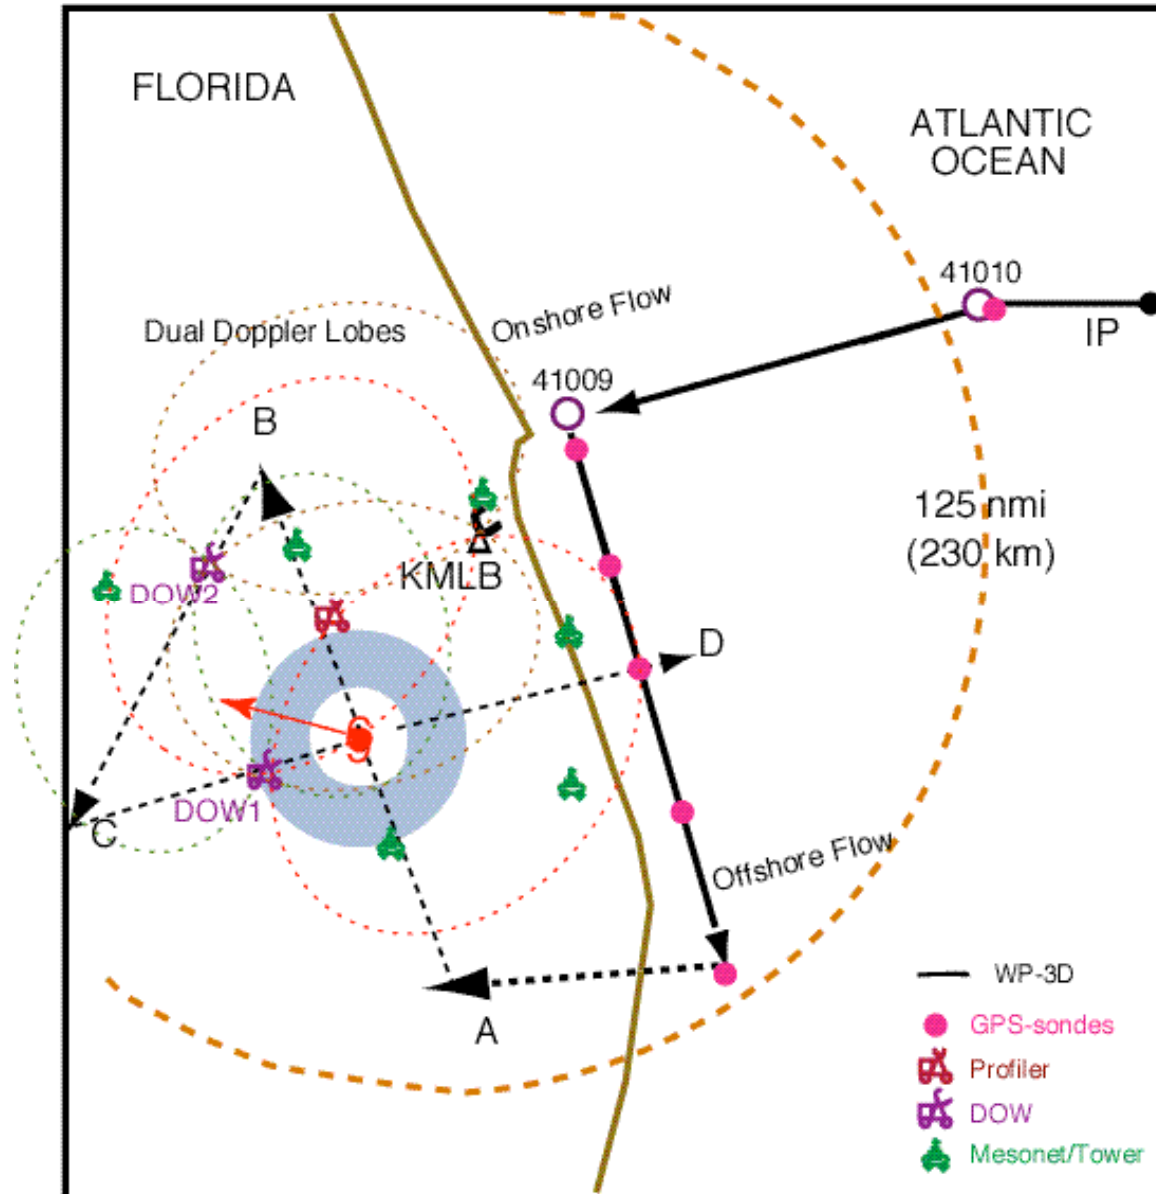 FLORIDA
ATLANTIC
OCEAN
41010
IP
Onshore Flow
Dual Doppler Lobes
41009
B
125 nmi
(230 km)
KMLB
DOW2
D
DOW1
C
Offshore Flow
A
WP-3D
GPS-sondes
Profiler
DOW
Mesonet/Tower